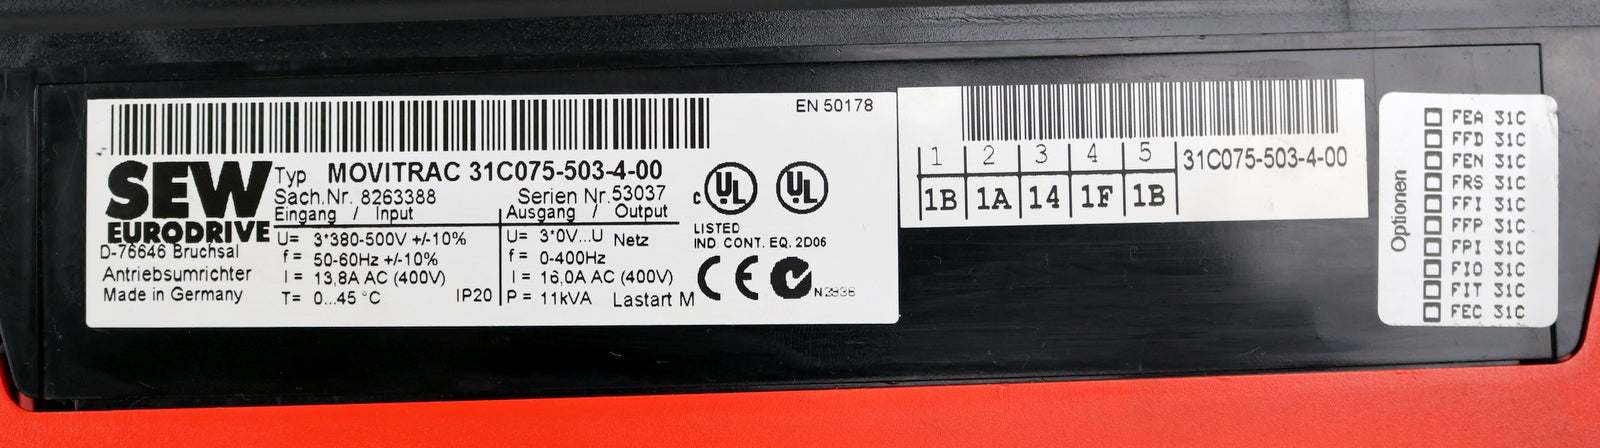 EN 50178
SEW
EURODRIVE
Typ MOVITRAC 31C075-503-4-00
Sach.Nr. 8263388 Serien Nr. 53037
Eingang / Input Ausgang / Output
U= 3*380-500V +/-10% U= 3*0V...U Netz
f= 50-60Hz +/-10% f= 0-400Hz
I = 13,8A AC (400V) I = 16,0A AC (400V)
T= 0...45 °C IP20 P = 11kVA Lastart M
D-76646 Bruchsal
Antriebsumrichter
Made in Germany
c UL UL
LISTED
IND. CONT. EQ. 2D06
CE
1 2 3 4 5
1B 1A 14 1F 1B
31C075-503-4-00
Optionen
FEA 31C
FFD 31C
FEN 31C
FRS 31C
FFI 31C
FFP 31C
FPI 31C
FIO 31C
FIT 31C
FEC 31C